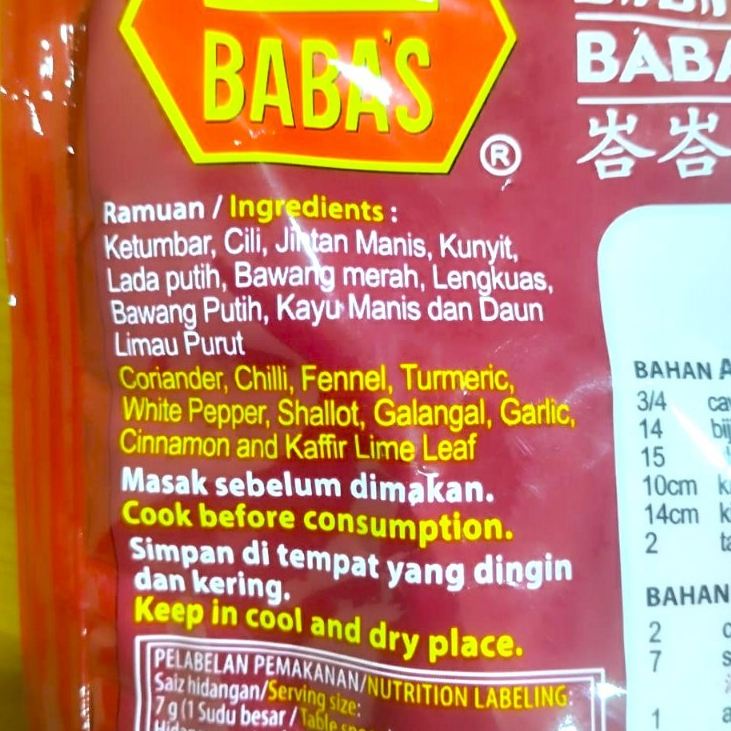 BABA'S
®
BABA
峇峇
Ramuan / Ingredients :
Ketumbar, Cili, Jintan Manis, Kunyit,
Lada putih, Bawang merah, Lengkuas,
Bawang Putih, Kayu Manis dan Daun
Limau Purut
Coriander, Chilli, Fennel, Turmeric,
White Pepper, Shallot, Galangal, Garlic,
Cinnamon and Kaffir Lime Leaf
Masak sebelum dimakan.
Cook before consumption.
Simpan di tempat yang dingin
dan kering.
Keep in cool and dry place.
PELABELAN PEMAKANAN/NUTRITION LABELING:
Saiz hidangan/Serving size:
7 g (1 Sudu besar / Table
BAHAN A
3/4
14
15
10cm
14cm
2
BAHAN
2
7
1